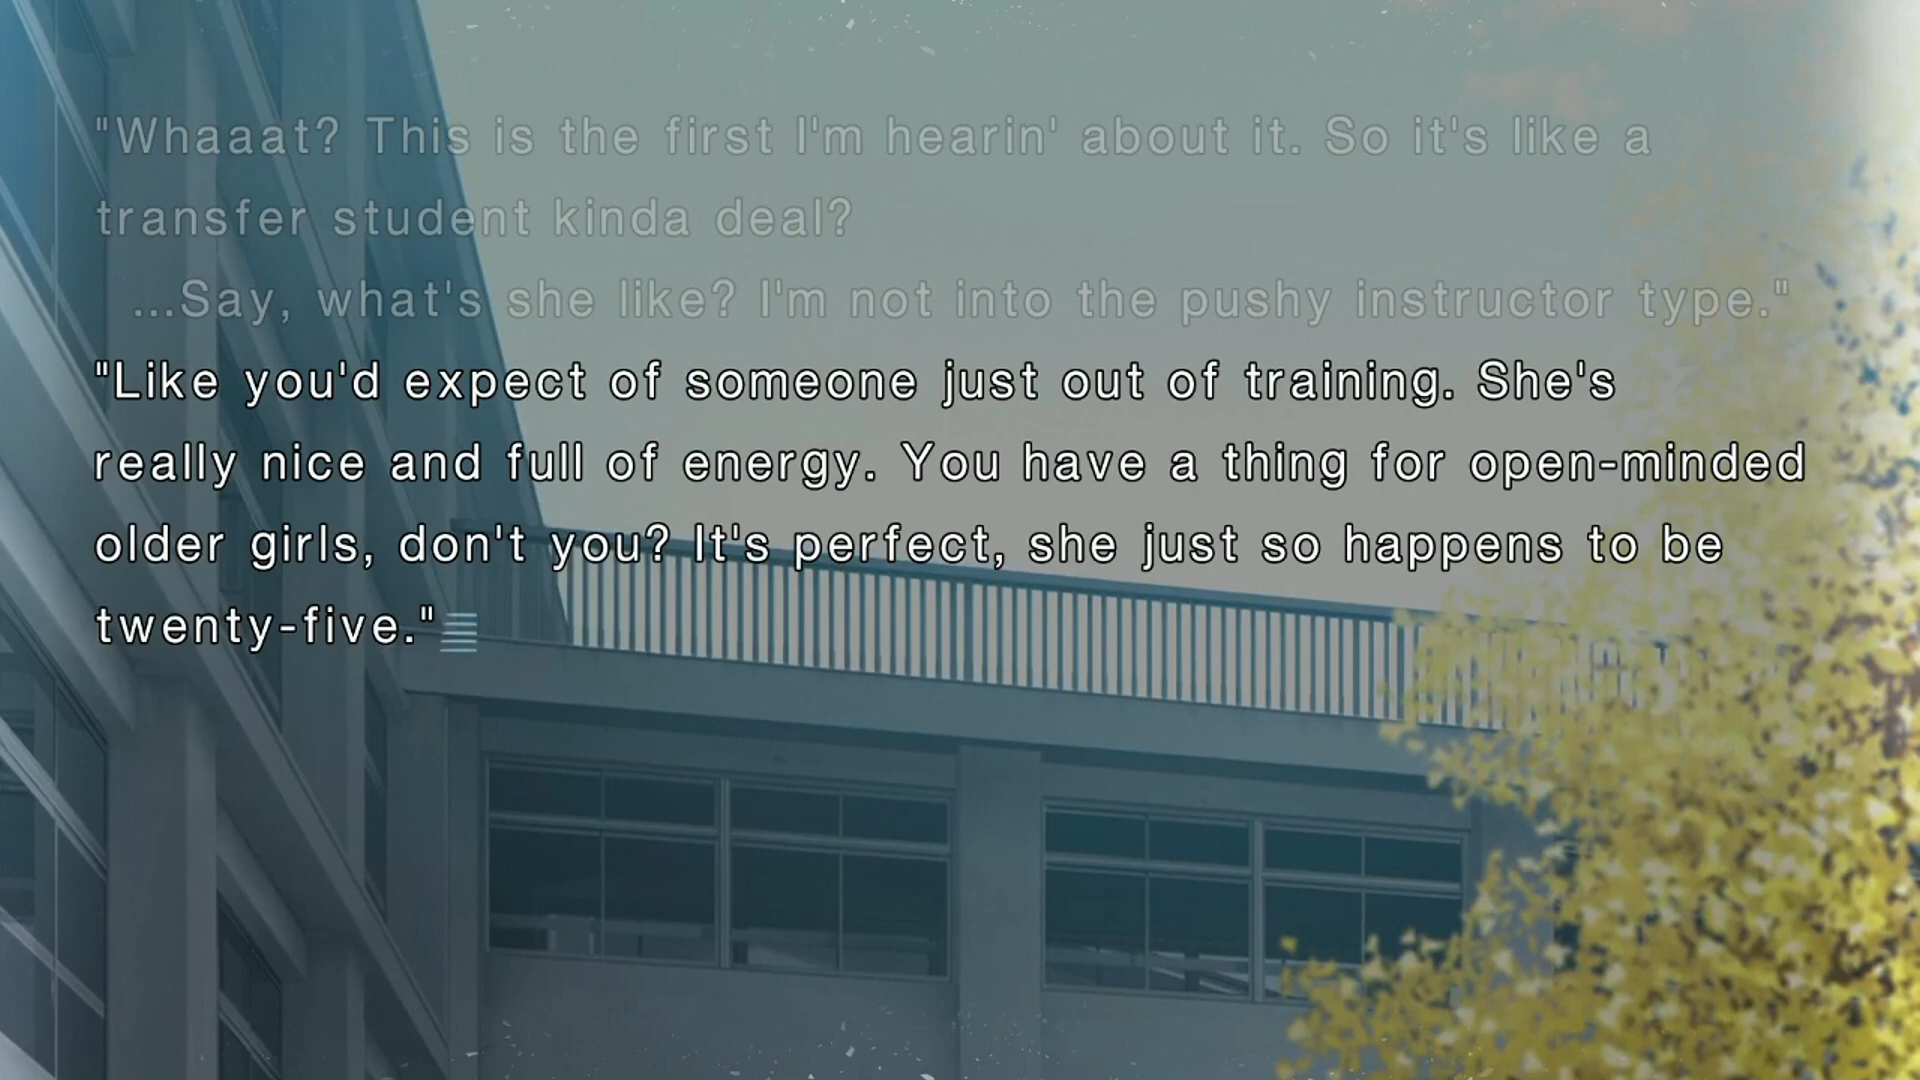 "Whaaat? This is the first I'm hearin' about it. So it's like a
transfer student kinda deal?
...Say, what's she like? I'm not into the pushy instructor type."
"Like you'd expect of someone just out of training. She's
really nice and full of energy. You have a thing for open-minded
older girls, don't you? It's perfect, she just so happens to be
twenty-five."